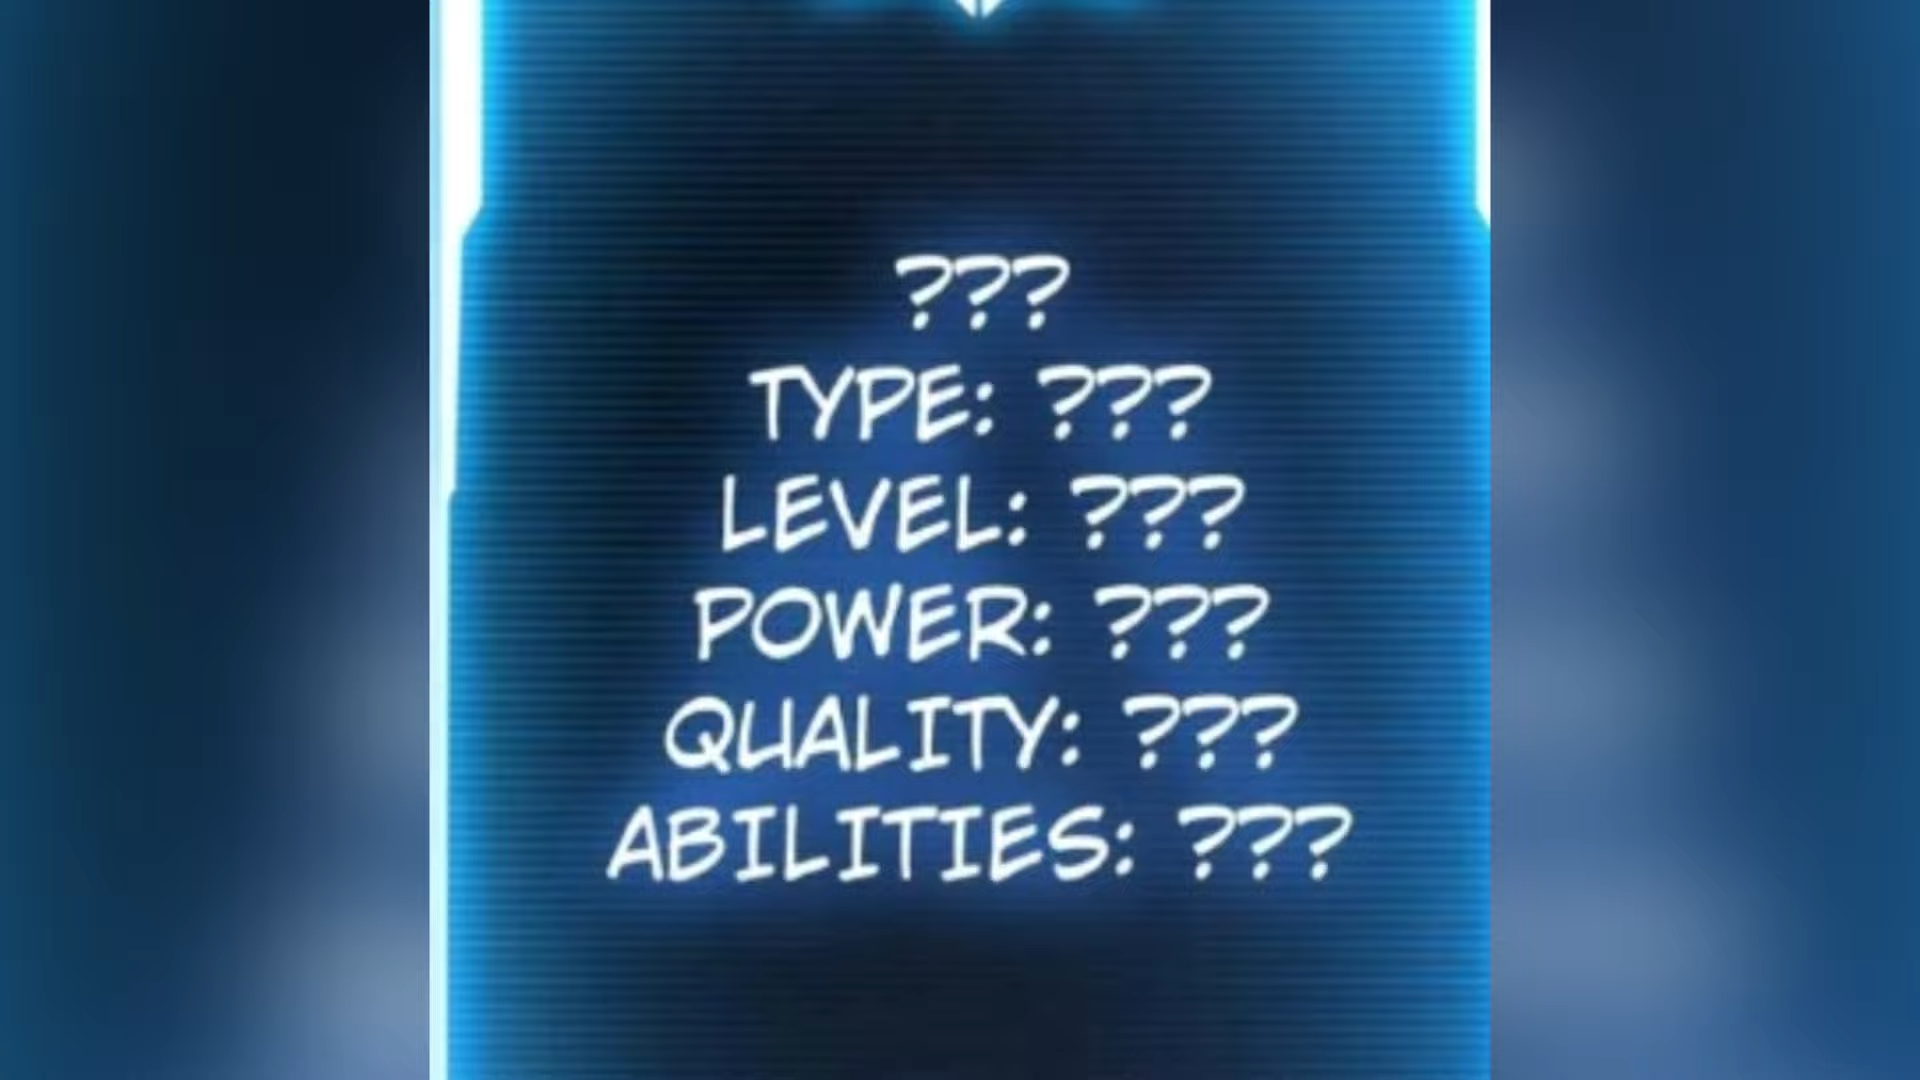 ???
TYPE: ???
LEVEL: ???
POWER: ???
QUALITY: ???
ABILITIES: ???